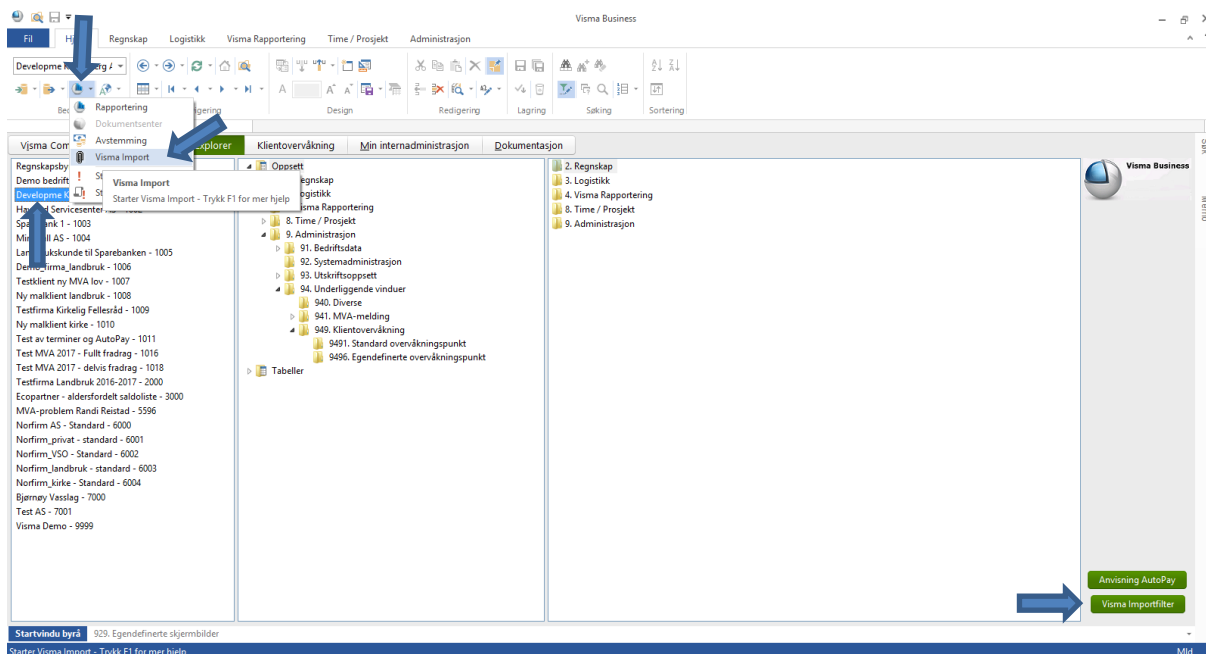 Visma Business
Fil
Regnskap
Logistikk
Visma Rapportering
Time / Prosjekt
Administrasjon
Design
Redigering
Lagring
Søking
Sortering
Rapportering
Dokumentsenter
Avstemming
Visma Import
Visma Import
Starter Visma Import - Trykk F1 for mer hjelp
Explorer
Klientovervåkning
Min internadministrasjon
Dokumentasjon
Demo bedrift
- 1003
AS - 1004
til Sparebanken - 1005
firma_landbruk - 1006
Testklient ny MVA lov - 1007
Ny malklient landbruk - 1008
Testfirma Kirkelig Fellesråd - 1009
Ny malklient kirke - 1010
Test av terminer og AutoPay - 1011
Test MVA 2017 - Fullt fradrag - 1016
Test MVA 2017 - delvis fradrag - 1018
Testfirma Landbruk 2016-2017 - 2000
Ecopartner - aldersfordelt saldoliste - 3000
MVA-problem Randi Reistad - 5596
Norfirm AS - Standard - 6000
Norfirm_privat - standard - 6001
Norfirm_VSO - Standard - 6002
Norfirm_landbruk - standard - 6003
Norfirm_kirke - Standard - 6004
Bjørnøy Vasslag - 7000
Test AS - 7001
Visma Demo - 9999
Oppsett
8. Time / Prosjekt
9. Administrasjon
91. Bedriftsdata
92. Systemadministrasjon
93. Utskriftsoppsett
94. Underliggende vinduer
940. Diverse
941. MVA-melding
949. Klientovervåkning
9491. Standard overvåkningspunkt
9496. Egendefinerte overvåkningspunkt
Tabeller
2. Regnskap
3. Logistikk
4. Visma Rapportering
8. Time / Prosjekt
9. Administrasjon
Visma Business
Memo
Anvisning AutoPay
Visma Importfilter
Startvindu byrå
929. Egendefinerte skjermbilder
Starter Visma Import - Trykk F1 for mer hjelp
Mld